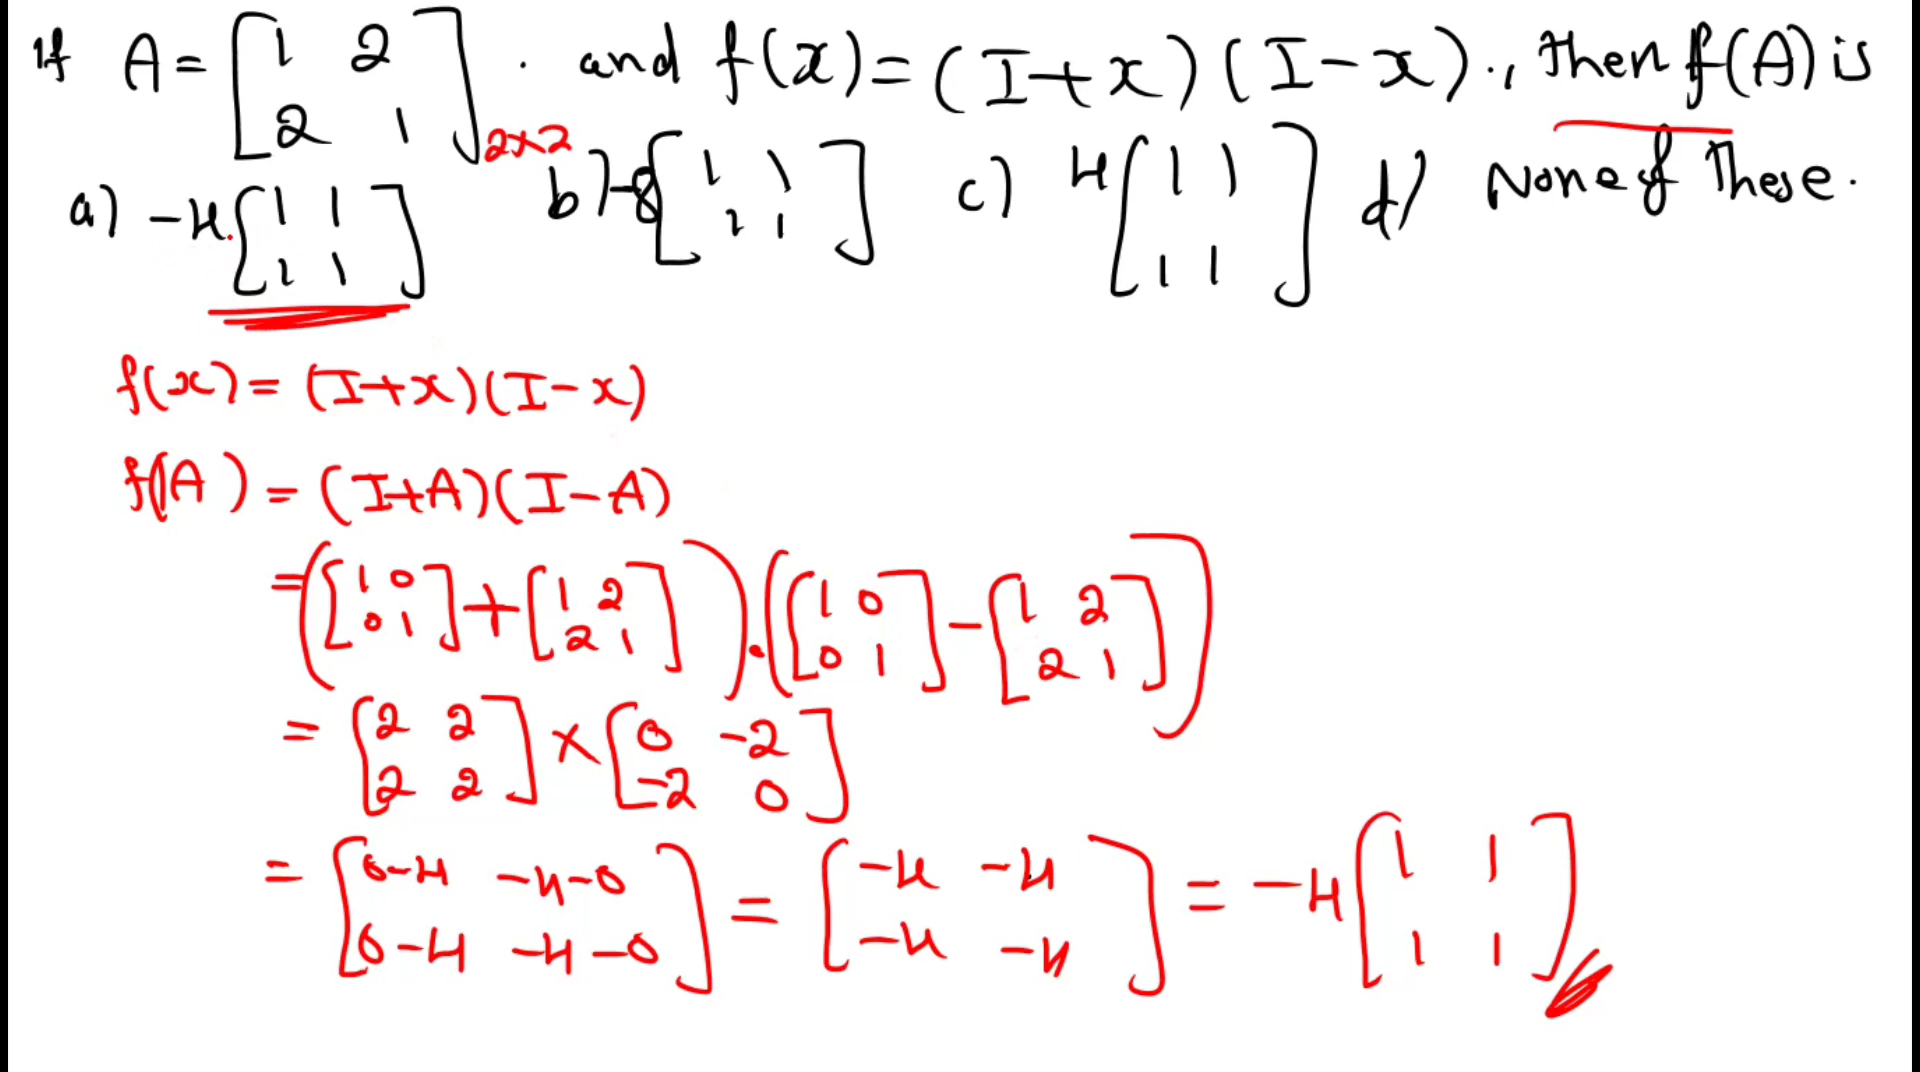 If A = [1 2 2 1]2×2 . and f(x) = (I+x)(I-x)., then f(A) is
a) -4[1 1 1 1] b) -8[1 1 1 1] c) 4[1 1 1 1] d) None of These.
f(x) = (I+x)(I-x)
f(A) = (I+A)(I-A)
= ([1 0 0 1]+[1 2 2 1]).([1 0 0 1]-[1 2 2 1])
= [2 2 2 2]×[0 -2 -2 0]
= [0-4 -4-0 0-4 -4-0] = [-4 -4 -4 -4] = -4[1 1 1 1]